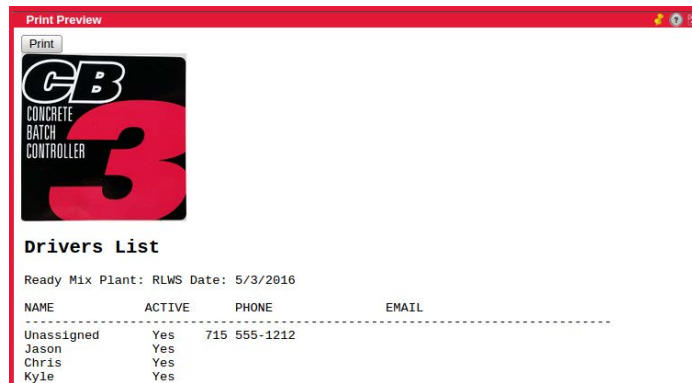 Print Preview
Print
CB
CONCRETE
BATCH
CONTROLLER
3
Drivers List
Ready Mix Plant: RLWS Date: 5/3/2016
NAME ACTIVE PHONE EMAIL
--------------------------------------------------------------------------------
Unassigned Yes 715 555-1212
Jason Yes
Chris Yes
Kyle Yes